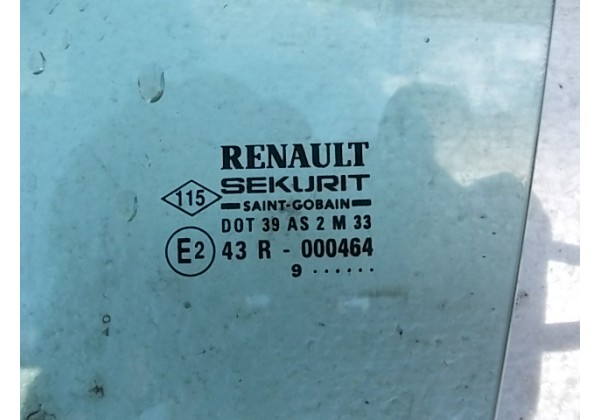 RENAULT
115 SEKURIT
SAINT-GOBAIN
DOT 39 AS 2 M 33
E2 43 R - 000464
9 ......